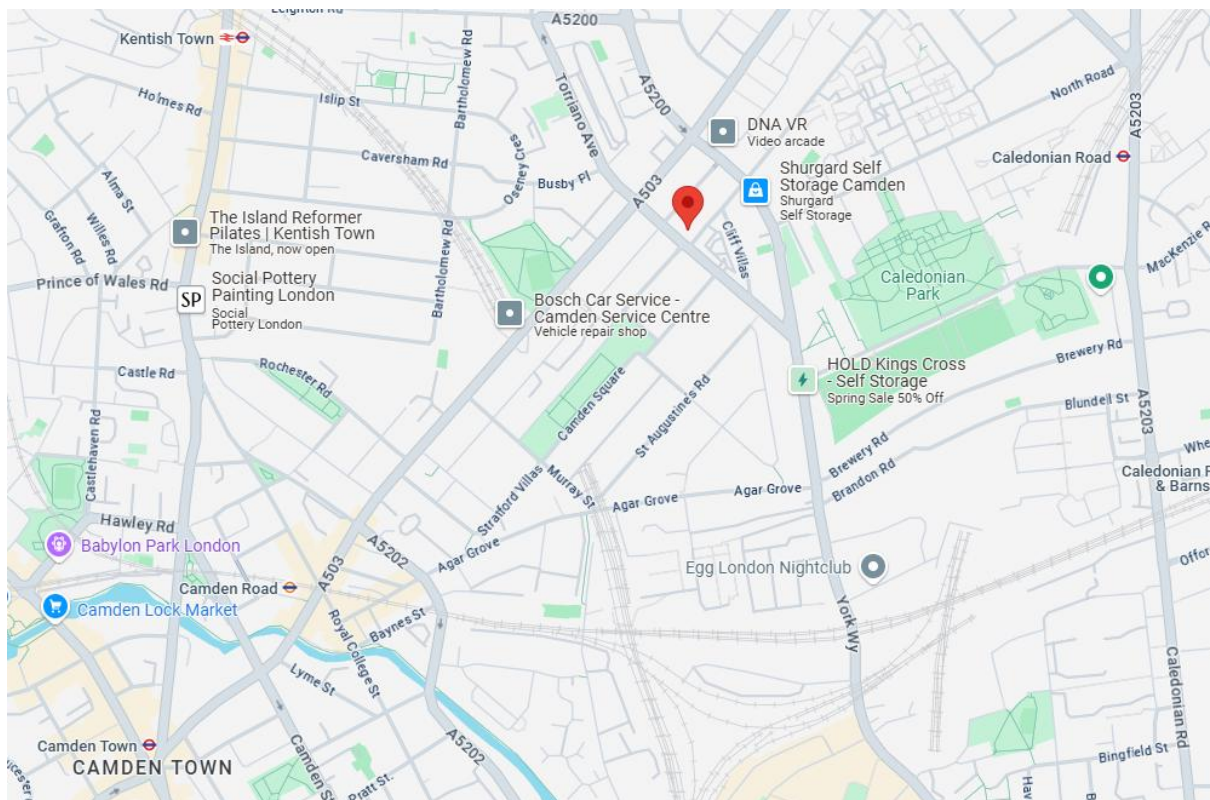 Leighton Rd
A5200
Kentish Town
Bartholomew Rd
Torriano Ave
A5200
A503
North Road
A5203
Holmes Rd
Islip St
DNA VR
Video arcade
Caversham Rd
Oseney Cres
Busby Pl
Caledonian Road
Shurgard Self
Storage Camden
Shurgard
Self Storage
Alma St
Willes Rd
Grafton Rd
The Island Reformer
Pilates | Kentish Town
The Island, now open
Bartholomew Rd
Cliff Villas
MacKenzie R
Prince of Wales Rd
SP
Social Pottery
Painting London
Social
Pottery London
Caledonian
Park
Bosch Car Service -
Camden Service Centre
Vehicle repair shop
Brewery Rd
Castle Rd
Rochester Rd
Camden Square
HOLD Kings Cross
- Self Storage
Spring Sale 50% Off
St Augustine's Rd
Blundell St
A5203
Castlehaven Rd
Brewery Rd
Whe
Stratford Villas
Murray St
Agar Grove
Agar Grove
Brandon Rd
Caledonian R
& Barns
Hawley Rd
Babylon Park London
A5202
Agar Grove
A503
Egg London Nightclub
Offor
Camden Road
Camden Lock Market
Royal College St
Baynes St
York Wy
Lyme St
Caledonian Rd
Camden Town
CAMDEN TOWN
Camden S
Pratt St.
A5202
Bingfield St
Hav